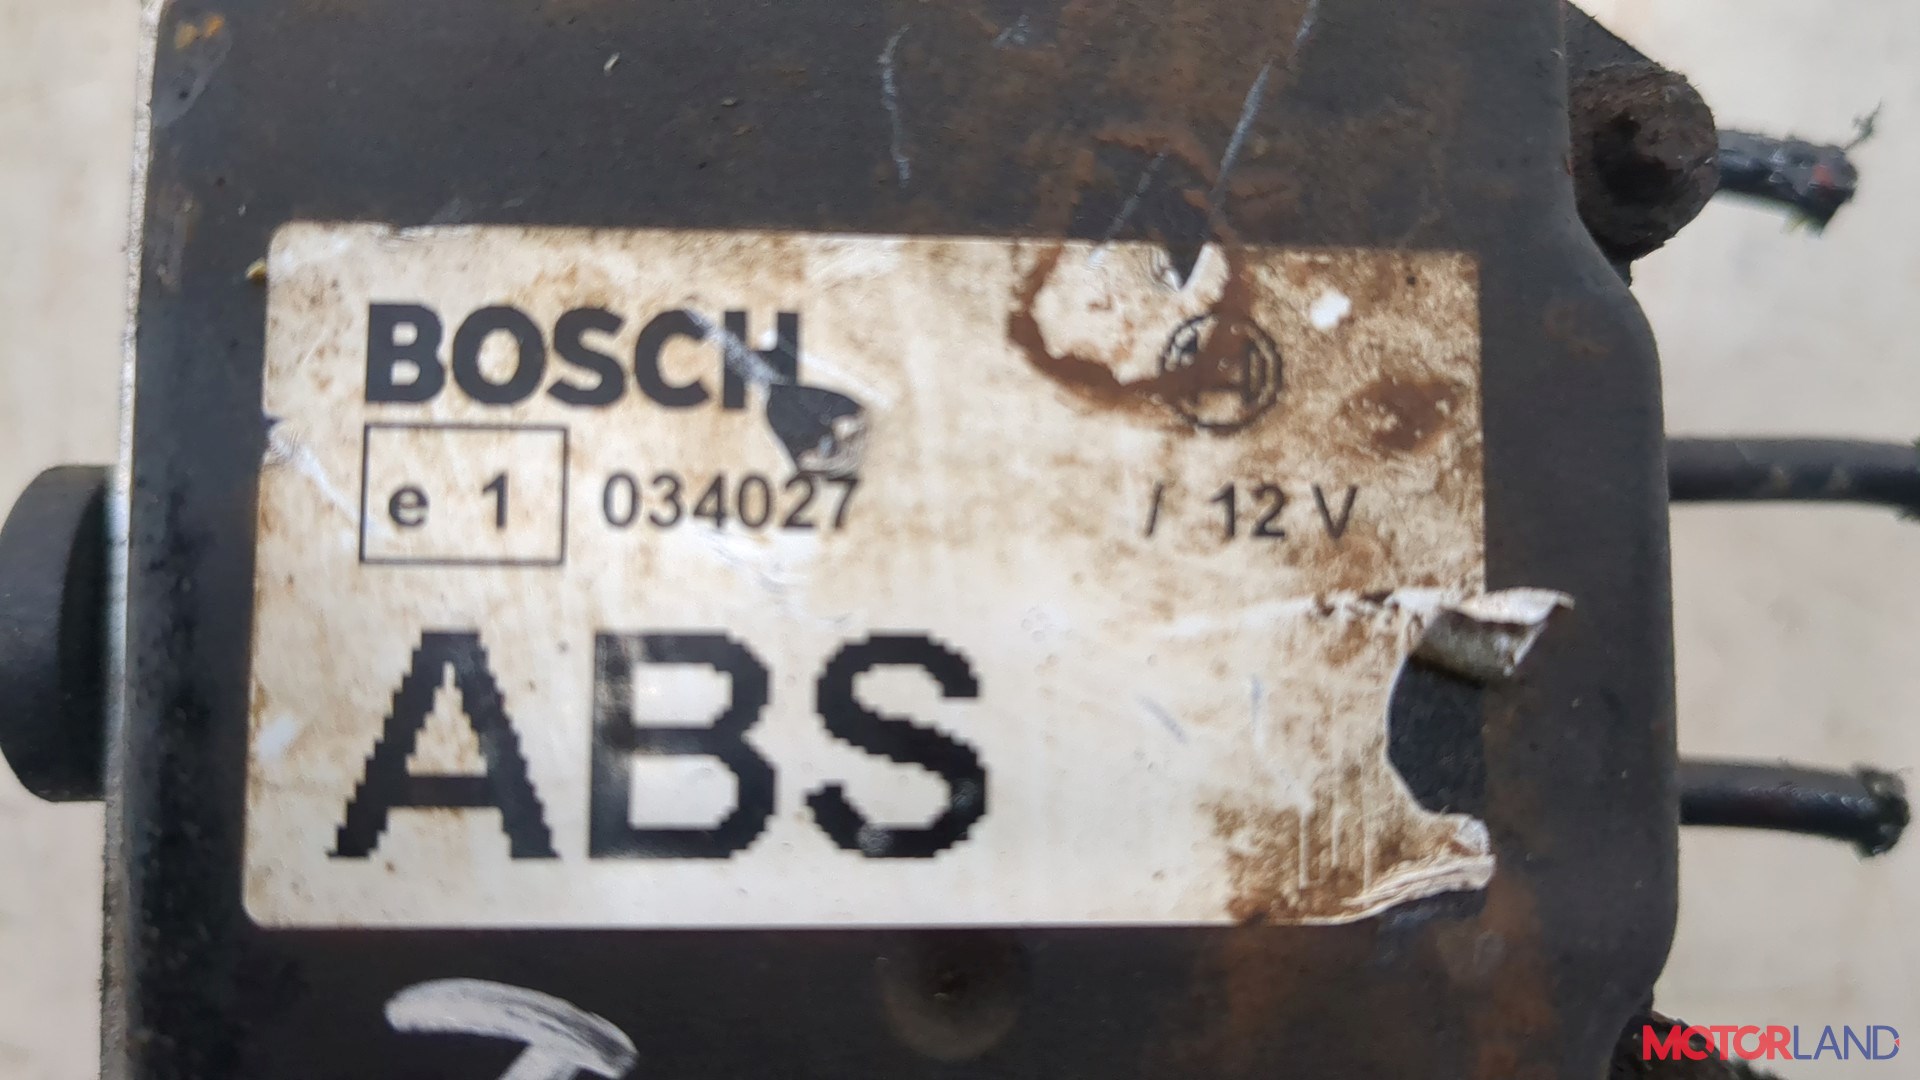 BOSCH
e 1 034027 / 12 V
ABS
MOTORLAND